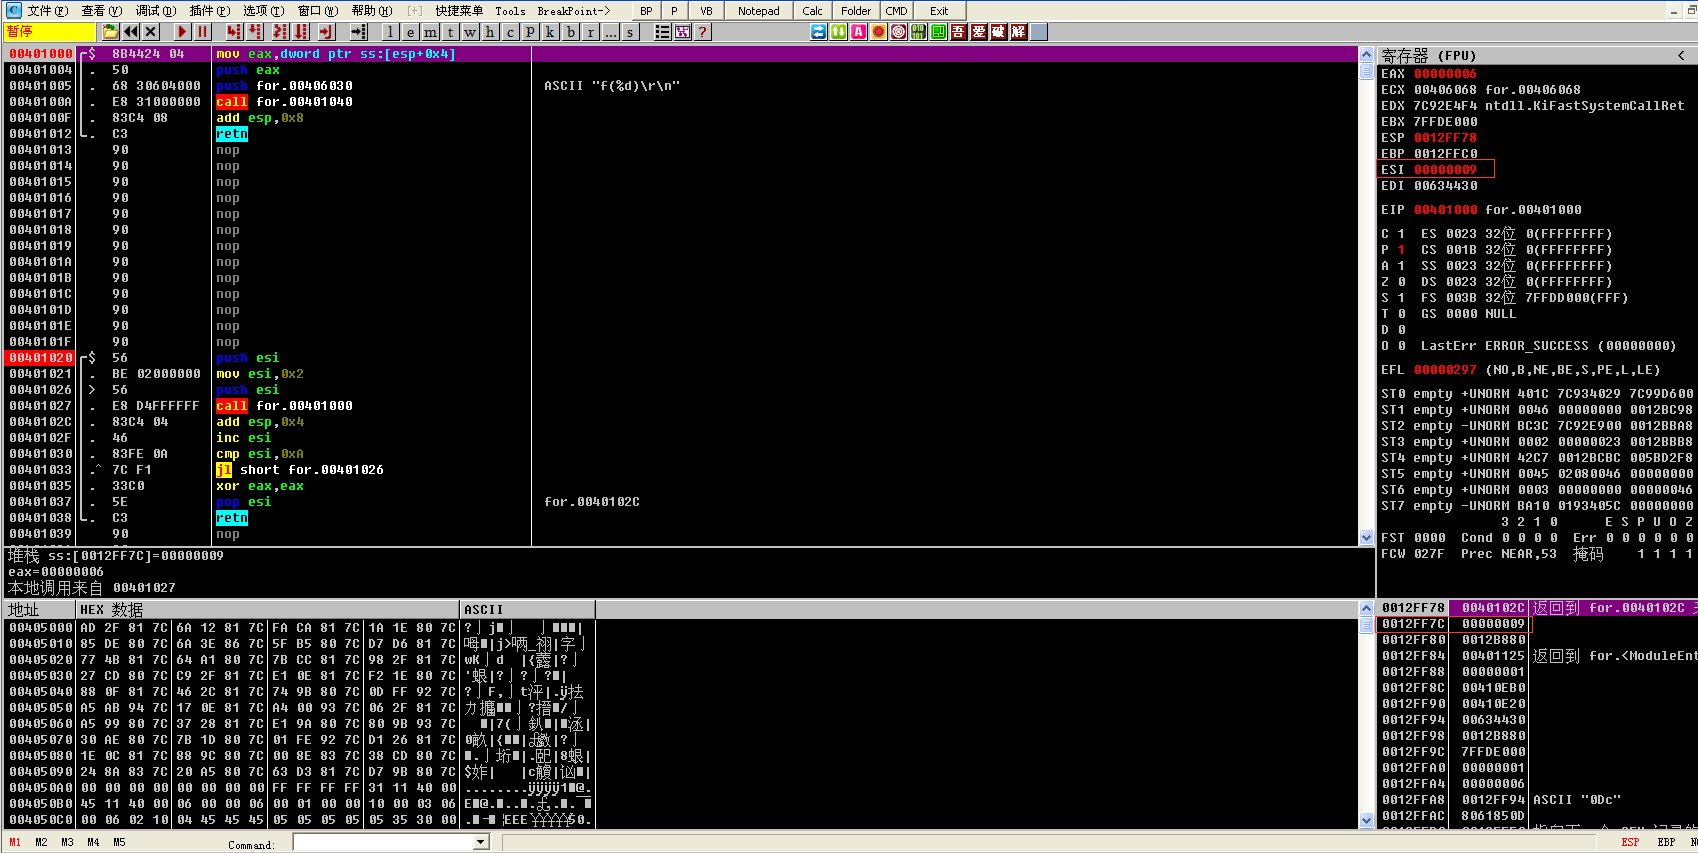 文件(F) 查看(V) 调试(D) 插件(P) 选项(T) 窗口(W) 帮助(H) [+] 快捷菜单 Tools BreakPoint-> BP P VB Notepad Calc Folder CMD Exit
暂停 l e m t w h c p k b r ... s ? A 吾 爱 破 解
00401000 $ 8B4424 04 mov eax,dword ptr ss:[esp+0x4]
00401004 . 50 push eax
00401005 . 68 30604000 push for.00406030 ASCII "f(%d)\r\n"
0040100A . E8 31000000 call for.00401040
0040100F . 83C4 08 add esp,0x8
00401012 . C3 retn
00401013 90 nop
00401014 90 nop
00401015 90 nop
00401016 90 nop
00401017 90 nop
00401018 90 nop
00401019 90 nop
0040101A 90 nop
0040101B 90 nop
0040101C 90 nop
0040101D 90 nop
0040101E 90 nop
0040101F 90 nop
00401020 $ 56 push esi
00401021 . BE 02000000 mov esi,0x2
00401026 > 56 push esi
00401027 . E8 D4FFFFFF call for.00401000
0040102C . 83C4 04 add esp,0x4
0040102F . 46 inc esi
00401030 . 83FE 0A cmp esi,0xA
00401033 .^ 7C F1 jl short for.00401026
00401035 . 33C0 xor eax,eax
00401037 . 5E pop esi for.0040102C
00401038 . C3 retn
00401039 90 nop
堆栈 ss:[0012FF7C]=00000009
eax=00000006
本地调用来自 00401027
寄存器 (FPU) <
EAX 00000006
ECX 00406068 for.00406068
EDX 7C92E4F4 ntdll.KiFastSystemCallRet
EBX 7FFDE000
ESP 0012FF78
EBP 0012FFC0
ESI 00000009
EDI 00634430
EIP 00401000 for.00401000
C 1 ES 0023 32位 0(FFFFFFFF)
P 1 CS 001B 32位 0(FFFFFFFF)
A 1 SS 0023 32位 0(FFFFFFFF)
Z 0 DS 0023 32位 0(FFFFFFFF)
S 1 FS 003B 32位 7FFDD000(FFF)
T 0 GS 0000 NULL
D 0
O 0 LastErr ERROR_SUCCESS (00000000)
EFL 00000297 (NO,B,NE,BE,S,PE,L,LE)
ST0 empty +UNORM 401C 7C934029 7C99D600
ST1 empty +UNORM 0046 00000000 0012BC98
ST2 empty -UNORM BC3C 7C92E900 0012BBA8
ST3 empty +UNORM 0002 00000023 0012BBB8
ST4 empty +UNORM 42C7 0012BCBC 005BD2F8
ST5 empty +UNORM 0045 02080046 00000000
ST6 empty +UNORM 0003 00000000 00000046
ST7 empty -UNORM BA10 0193405C 00000000
3 2 1 0 E S P U O Z
FST 0000 Cond 0 0 0 0 Err 0 0 0 0 0 0
FCW 027F Prec NEAR,53 掩码 1 1 1 1
地址 HEX 数据 ASCII
00405000 AD 2F 81 7C 6A 12 81 7C FA CA 81 7C 1A 1E 80 7C
00405010 85 DE 80 7C 6A 3E 86 7C 5F B5 80 7C D7 D6 81 7C
00405020 77 4B 81 7C 64 A1 80 7C 7B CC 81 7C 98 2F 81 7C
00405030 27 CD 80 7C C9 2F 81 7C E1 0E 81 7C F2 1E 80 7C
00405040 88 0F 81 7C 46 2C 81 7C 74 9B 80 7C 0D FF 92 7C
00405050 A5 AB 94 7C 17 0E 81 7C A4 00 93 7C 06 2F 81 7C
00405060 A5 99 80 7C 37 28 81 7C E1 9A 80 7C 80 9B 93 7C
00405070 30 AE 80 7C 7B 1D 80 7C 01 FE 92 7C D1 26 81 7C
00405080 1E 0C 81 7C 88 9C 80 7C 00 8E 83 7C 38 CD 80 7C
00405090 24 8A 83 7C 20 A5 80 7C 63 D3 81 7C D7 9B 80 7C
004050A0 00 00 00 00 00 00 00 00 FF FF FF FF 31 11 40 00
004050B0 45 11 40 00 06 00 00 06 00 01 00 00 10 00 03 06
004050C0 00 06 02 10 04 45 45 45 05 05 05 05 05 35 30 00
0012FF78 0040102C 返回到 for.0040102C
0012FF7C 00000009
0012FF80 0012B880
0012FF84 00401125 返回到 for.<ModuleEnt
0012FF88 00000001
0012FF8C 00410EB0
0012FF90 00410E20
0012FF94 00634430
0012FF98 0012B880
0012FF9C 7FFDE000
0012FFA0 00000001
0012FFA4 00000006
0012FFA8 0012FF94 ASCII "0Dc"
0012FFAC 8061850D
M1 M2 M3 M4 M5 Command: ESP EBP